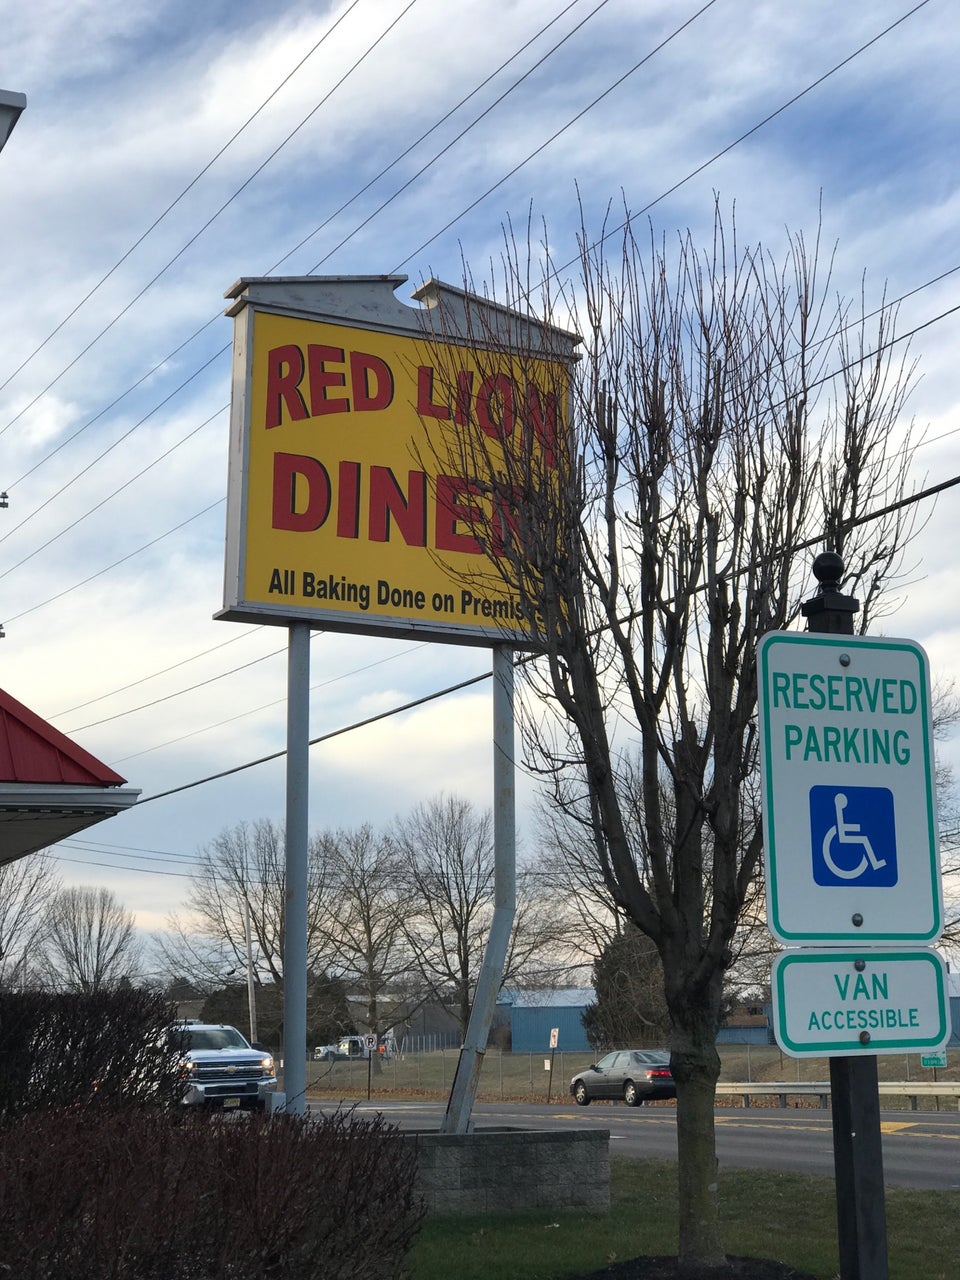 RED LION
DINER
All Baking Done on Premises
RESERVED
PARKING
VAN
ACCESSIBLE